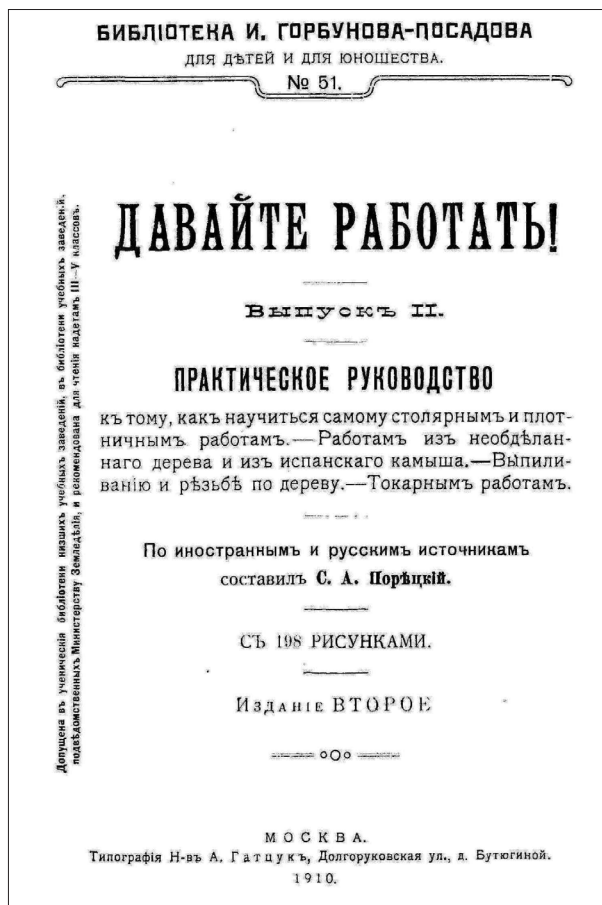 БИБЛІОТЕКА И. ГОРБУНОВА-ПОСАДОВА
ДЛЯ ДѢТЕЙ И ДЛЯ ЮНОШЕСТВА.
№ 51.
Допущена въ ученическія библіотеки низшихъ учебныхъ заведеній, въ библіотеки учебныхъ заведен.й,
подвѣдомственныхъ Министерству Земледѣлія, и рекомендована для чтенія кадетамъ III—V классовъ.
ДАВАЙТЕ РАБОТАТЬ!
Выпускъ II.
ПРАКТИЧЕСКОЕ РУКОВОДСТВО
къ тому, какъ научиться самому столярнымъ и плот-
ничнымъ работамъ.—Работамъ изъ необдѣлан-
наго дерева и изъ испанскаго камыша.—Выпили-
ванію и рѣзьбѣ по дереву.—Токарнымъ работамъ.
По иностраннымъ и русскимъ источникамъ
составилъ С. А. Порѣцкій.
СЪ 198 РИСУНКАМИ.
Изданіе ВТОРОЕ
МОСКВА.
Типографія Н-въ А. Гатцукъ, Долгоруковская ул., д. Бутюгиной.
1910.